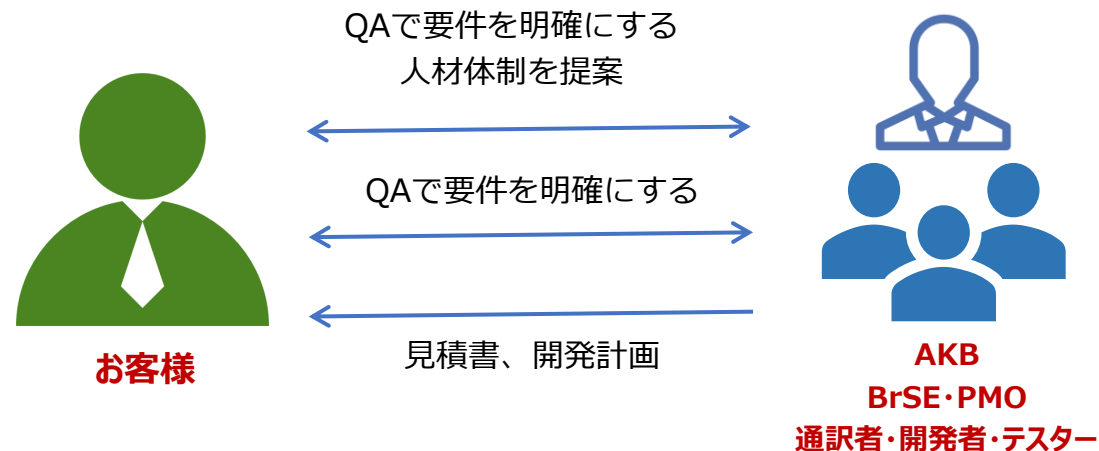 QAで要件を明確にする
人材体制を提案
QAで要件を明確にする
見積書、開発計画
お客様
AKB
BrSE・PMO
通訳者・開発者・テスター